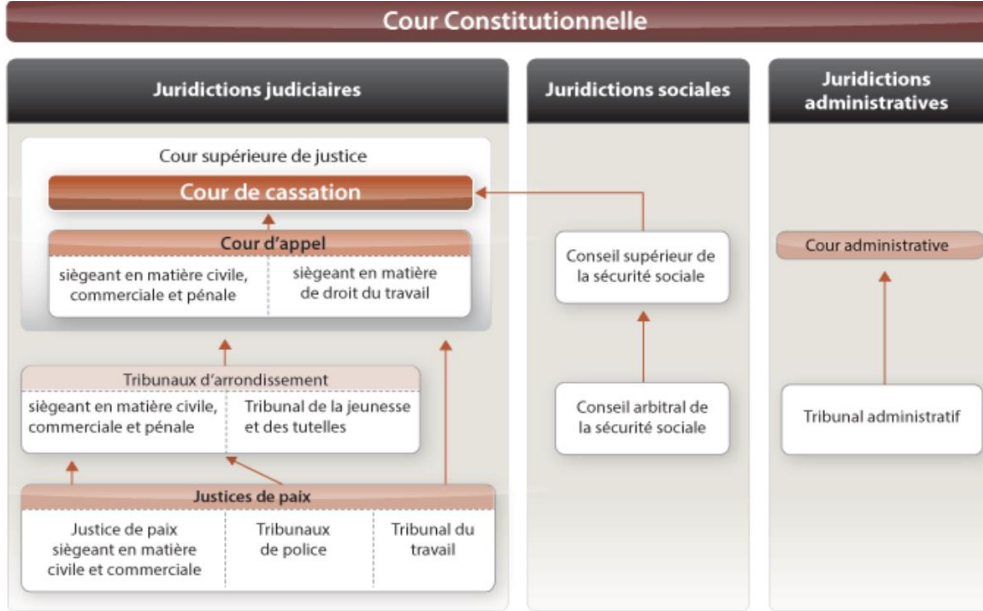 Cour Constitutionnelle
Juridictions judiciaires
Cour supérieure de justice
Cour de cassation
Cour d'appel
siègeant en matière civile,
commerciale et pénale
siègeant en matière
de droit du travail
Tribunaux d'arrondissement
siègeant en matière civile,
commerciale et pénale
Tribunal de la jeunesse
et des tutelles
Justices de paix
Justice de paix
siègeant en matière
civile et commerciale
Tribunaux
de police
Tribunal du
travail
Juridictions sociales
Conseil supérieur de
la sécurité sociale
Conseil arbitral de
la sécurité sociale
Juridictions
administratives
Cour administrative
Tribunal administratif